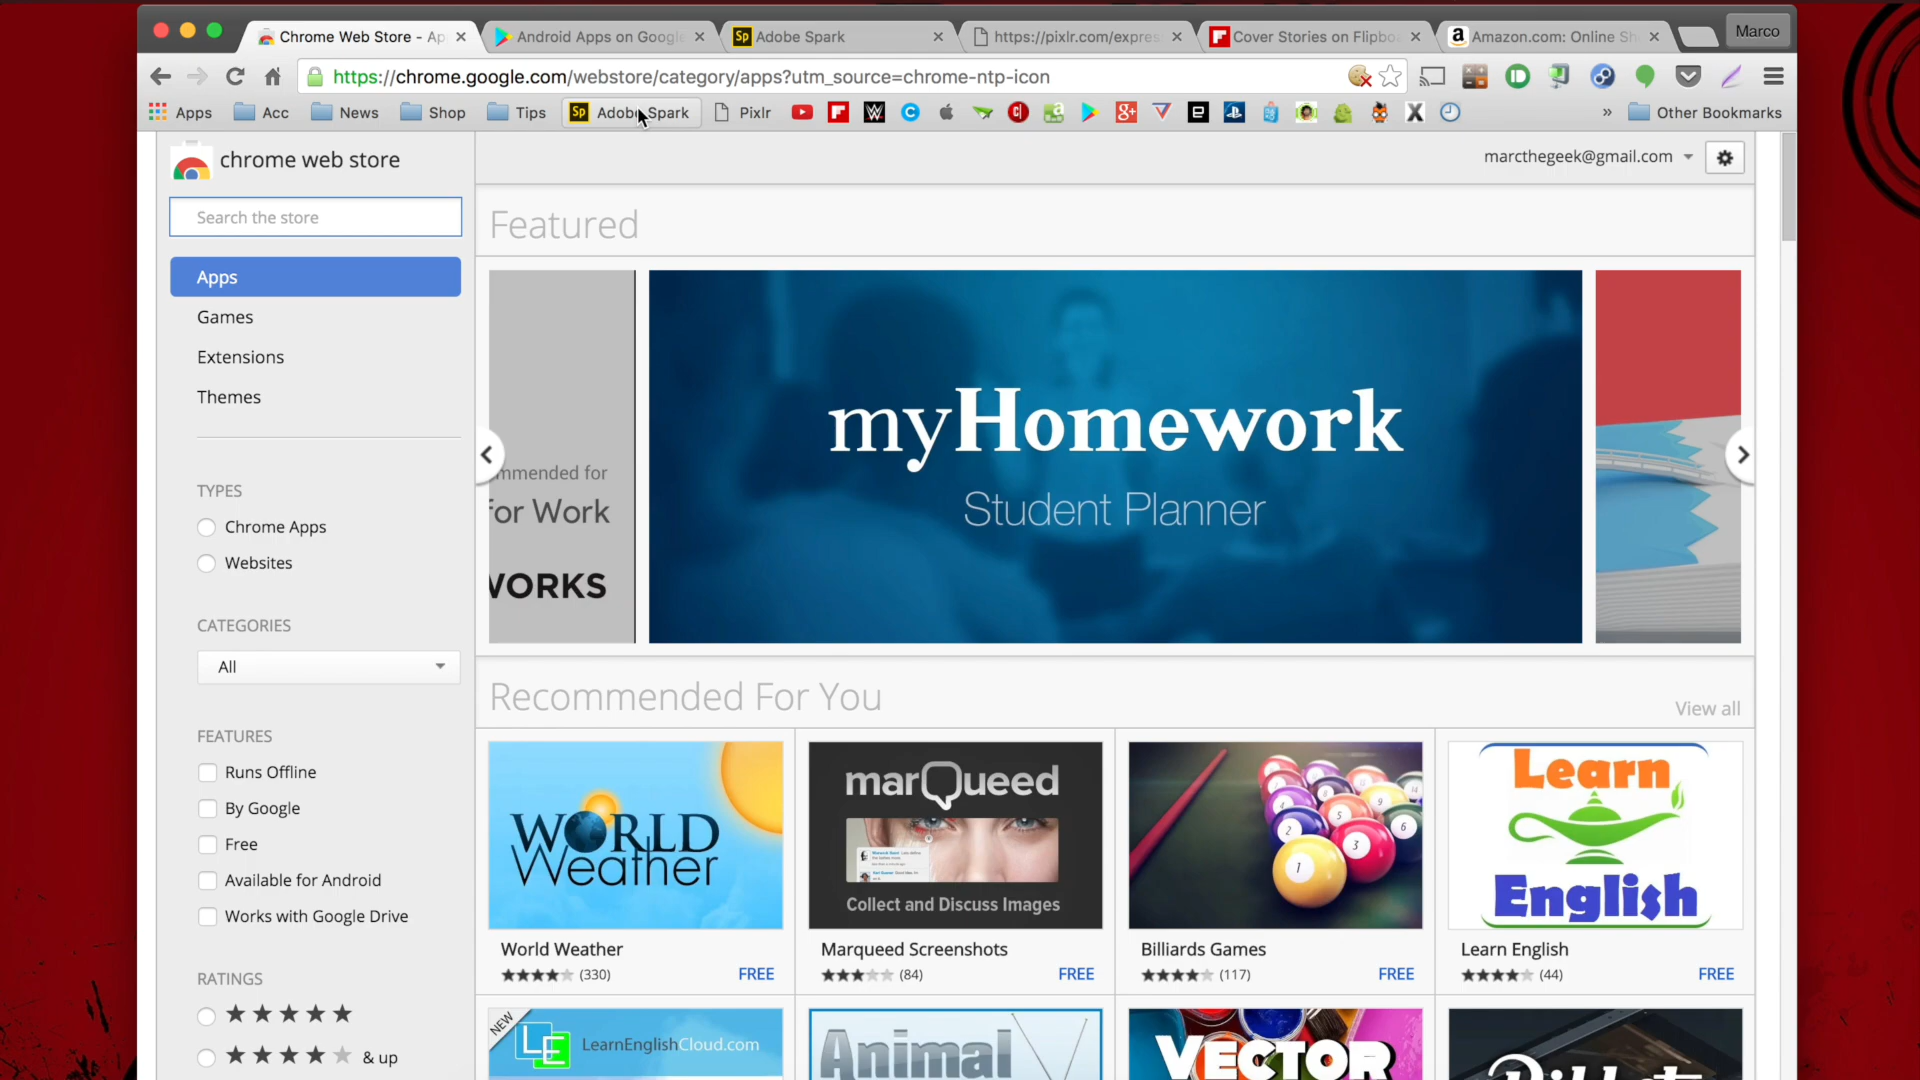 Chrome Web Store - Ap
Android Apps on Google
Sp Adobe Spark
https://pixlr.com/expres
Cover Stories on Flipbo
a Amazon.com: Online Sh
Marco
https://chrome.google.com/webstore/category/apps?utm_source=chrome-ntp-icon
Apps
Acc
News
Shop
Tips
Sp Adobe Spark
Pixlr
» Other Bookmarks
chrome web store
marcthegeek@gmail.com
Search the store
Featured
Apps
Games
Extensions
Themes
mmended for
for Work
WORKS
myHomework
Student Planner
TYPES
Chrome Apps
Websites
CATEGORIES
All
FEATURES
Runs Offline
By Google
Free
Available for Android
Works with Google Drive
RATINGS
& up
Recommended For You
View all
WORLD
Weather
World Weather
(330) FREE
marQueed
Collect and Discuss Images
Marqueed Screenshots
(84) FREE
Billiards Games
(117) FREE
Learn
English
Learn English
(44) FREE
NEW
LE LearnEnglishCloud.com
Animal
VECTOR